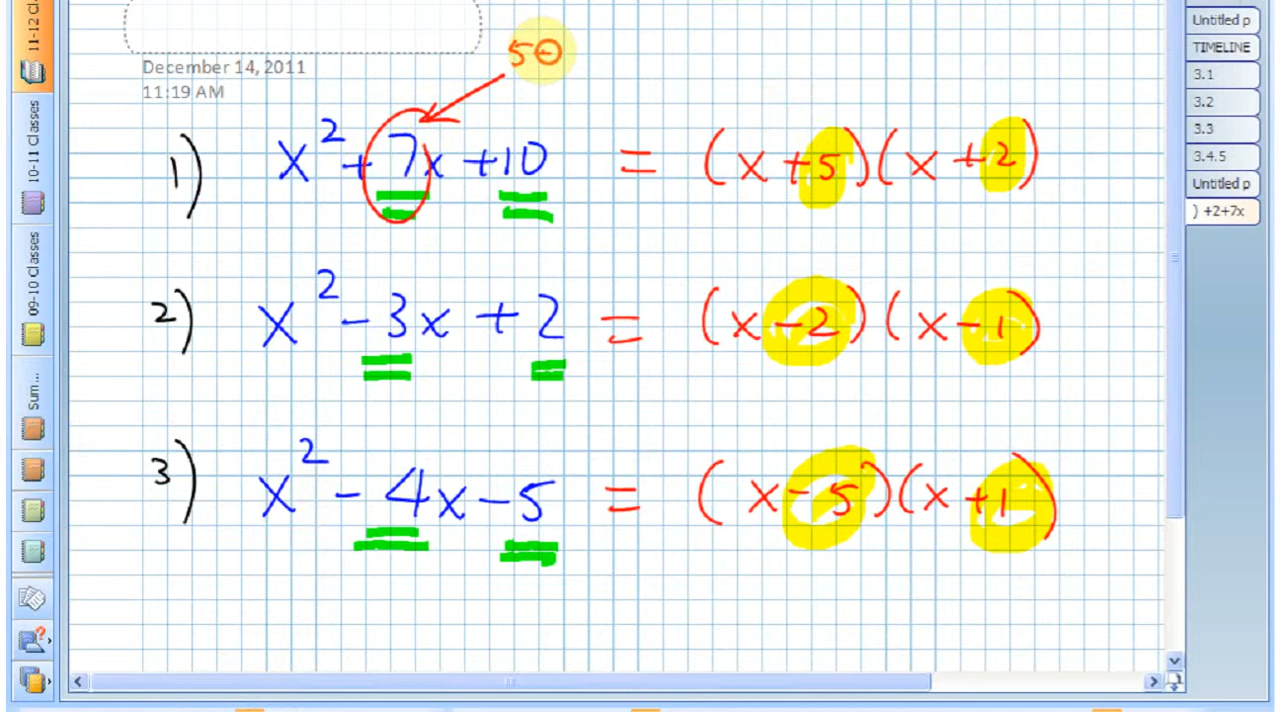 11-12 Cla
10-11 Classes
09-10 Classes
Sum...
December 14, 2011
11:19 AM
5
1) x² + 7x + 10 = (x + 5)(x + 2)
2) x² - 3x + 2 = (x - 2)(x - 1)
3) x² - 4x - 5 = (x - 5)(x + 1)
Untitled p
TIMELINE
3.1
3.2
3.3
3.4.5
Untitled p
) +2+7x